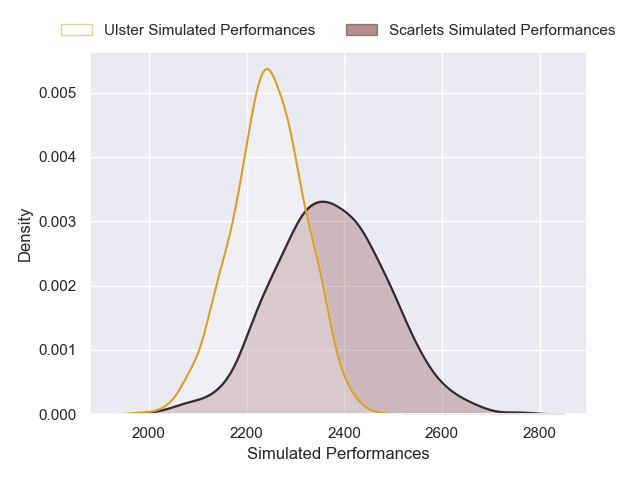 Ulster Simulated Performances
Scarlets Simulated Performances
0.005
0.004
0.003
0.002
0.001
0.000
Density
2000 2200 2400 2600 2800
Simulated Performances